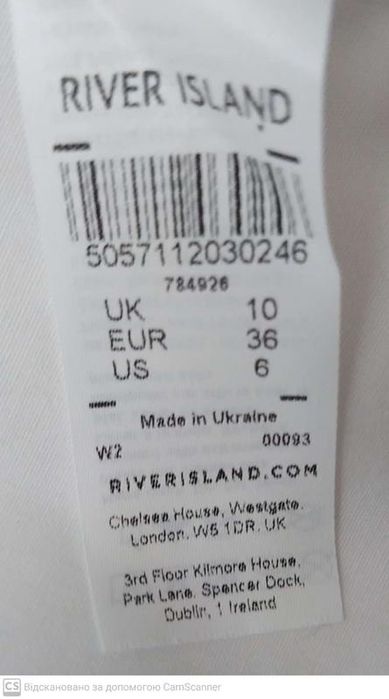 RIVER ISLAND
5057112030246
784926
UK 10
EUR 36
US 6
Made in Ukraine
W2 00093
RIVERISLAND.COM
Chelsea House, Westgate.
London. W5 1DR. UK
3rd Floor Kilmore House,
Park Lane. Spencer Dock,
Dublin, 1 Ireland
CS Відскановано за допомогою CamScanner